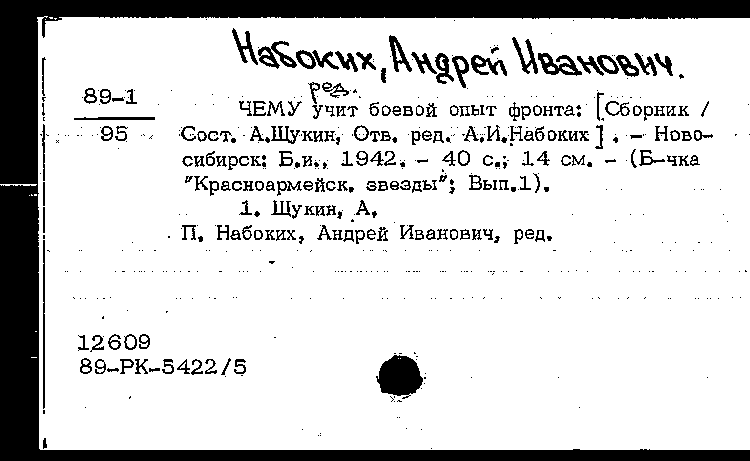 Набоких, Андрей Иванович.
ред.
89-1
ЧЕМУ учит боевой опыт фронта: [Сборник /
95 Сост. А.Щукин, Отв. ред. А.И.Набоких] . - Ново-
сибирск: Б.и., 1942. - 40 с.; 14 см. - (Б-чка
"Красноармейск. звезды"; Вып.1).
1. Щукин, А,
П. Набоких, Андрей Иванович, ред.
12609
89-РК-5422/5